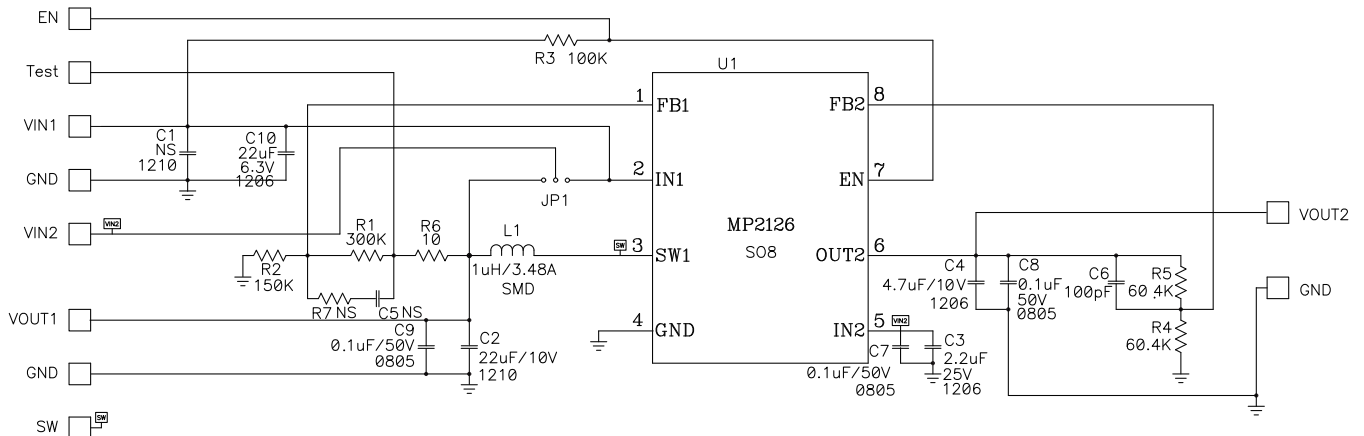 EN
R3 100K
Test
U1
1 FB1
FB2 8
VIN1
C1
NS
1210
C10
22uF
6.3V
1206
GND
2 IN1
EN 7
JP1
VIN2
VIN2
MP2126
SO8
VOUT2
R2
150K
R1
300K
R6
10
L1
1uH/3.48A
SMD
SW
3 SW1
OUT2 6
C4
4.7uF/10V
1206
C8
0.1uF
50V
0805
C6
100pF
R5
60.4K
GND
R7 NS
C5 NS
VOUT1
C9
0.1uF/50V
0805
C2
22uF/10V
1210
4 GND
IN2 5
VIN2
C7
0.1uF/50V
0805
C3
2.2uF
25V
1206
R4
60.4K
GND
SW
SW